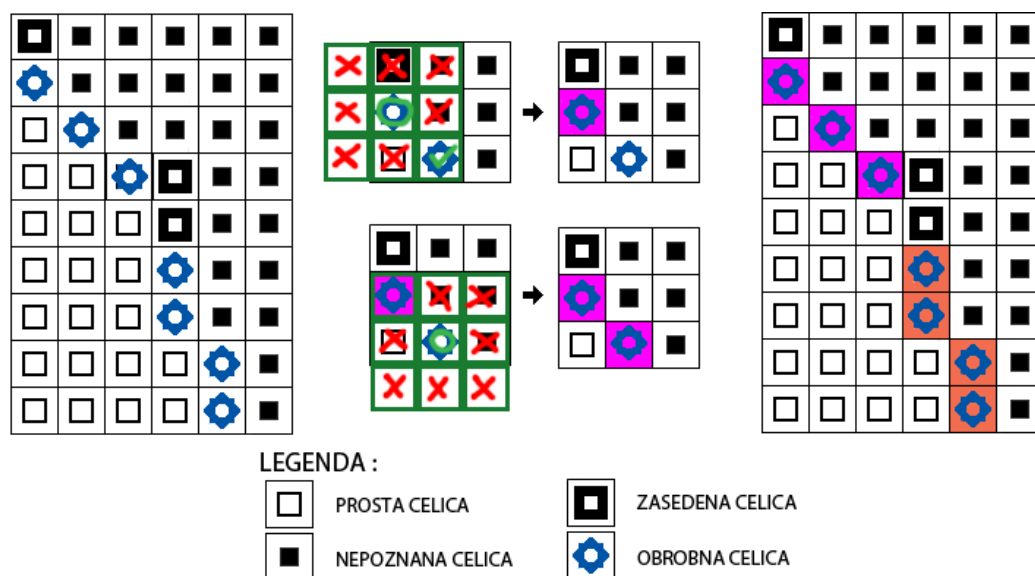 LEGENDA :
PROSTA CELICA
ZASEDENA CELICA
NEPOZNANA CELICA
OBROBNA CELICA